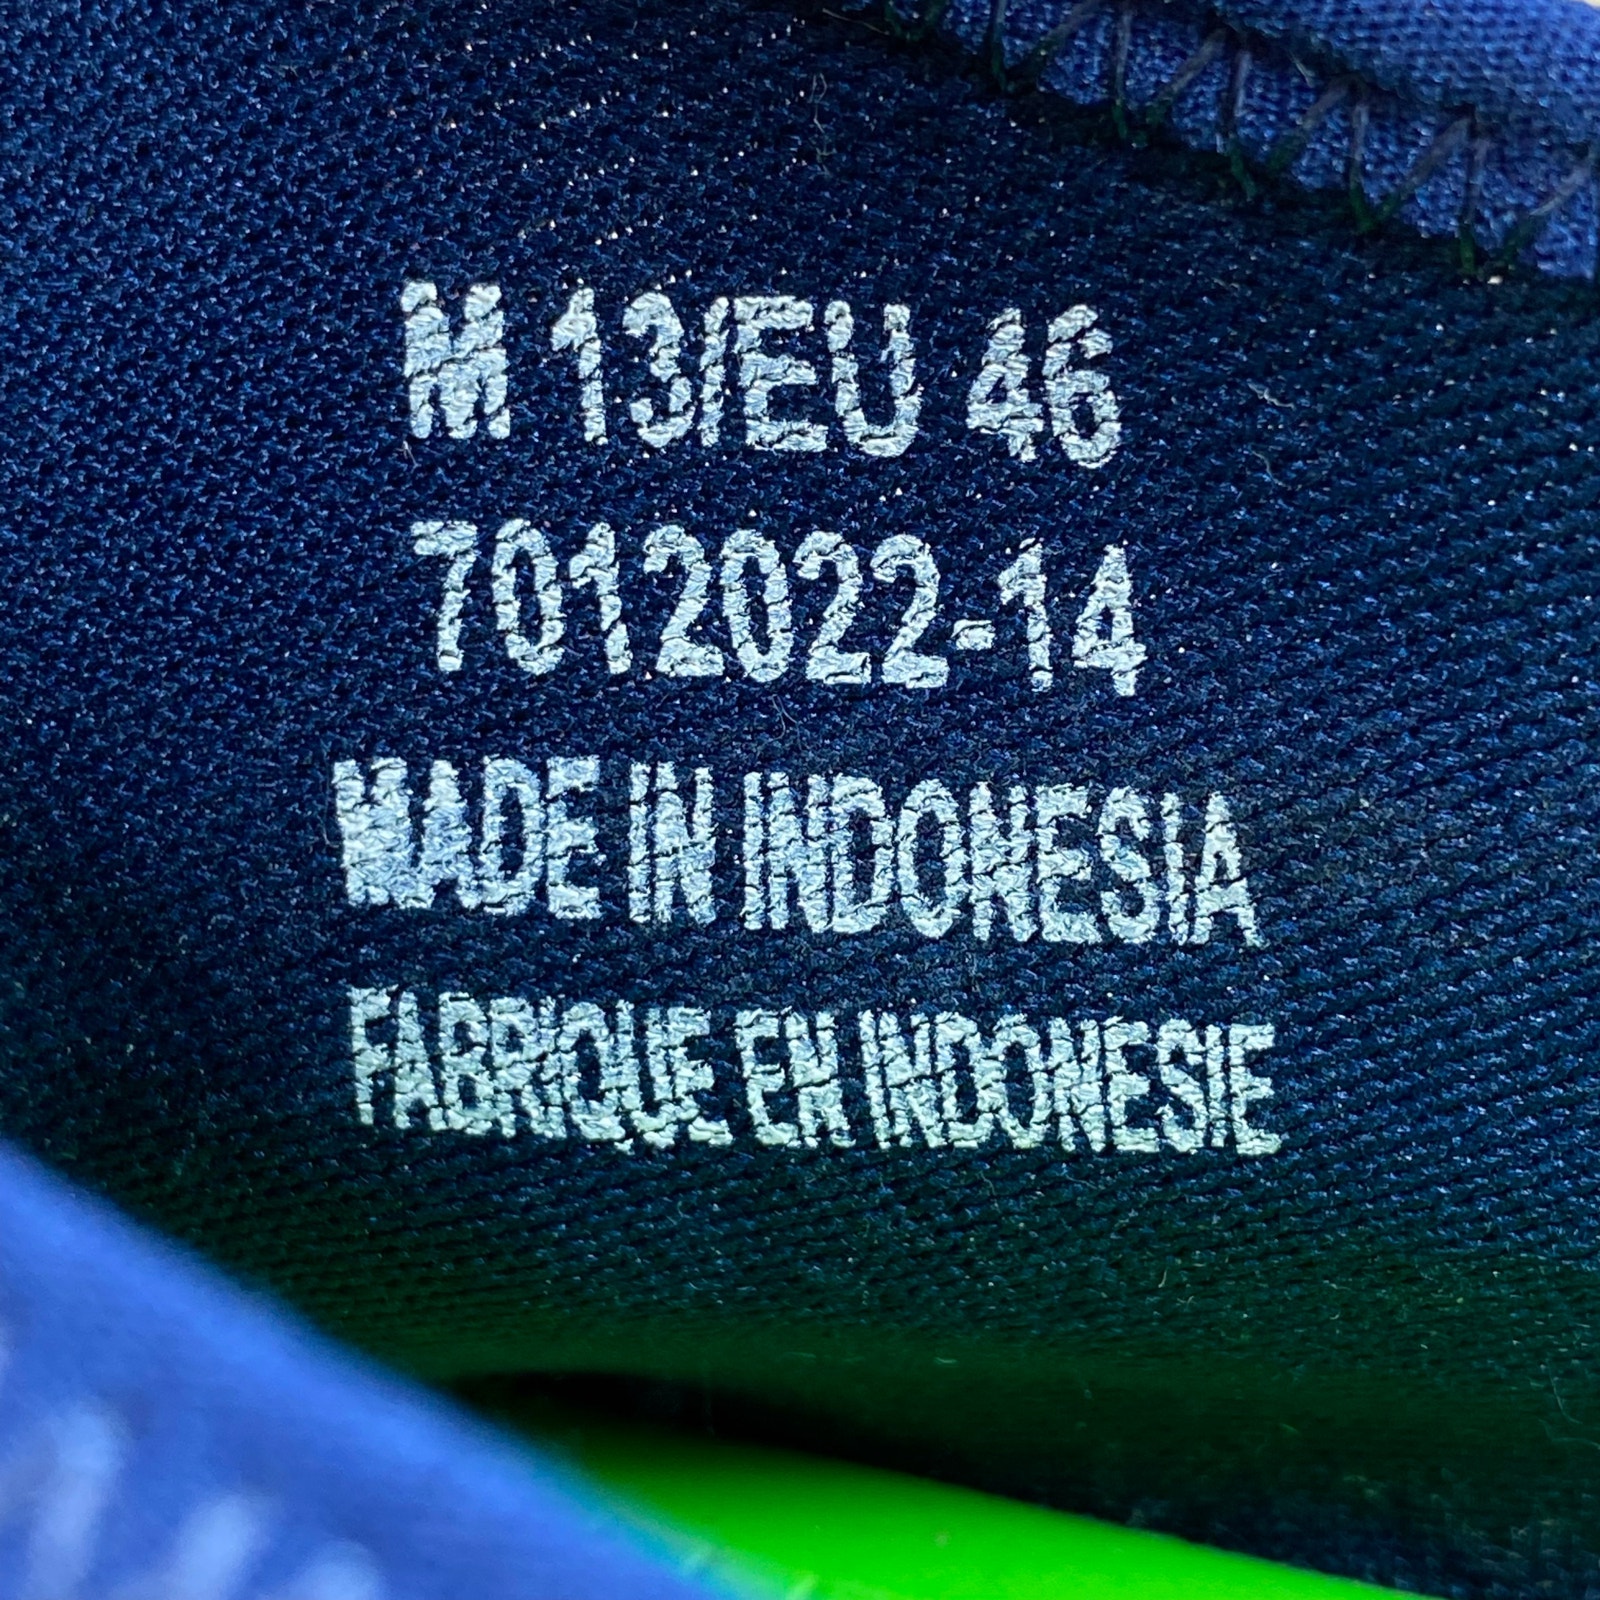 M 13/EU 46
7012022-14
MADE IN INDONESIA
FABRIQUE EN INDONESIE